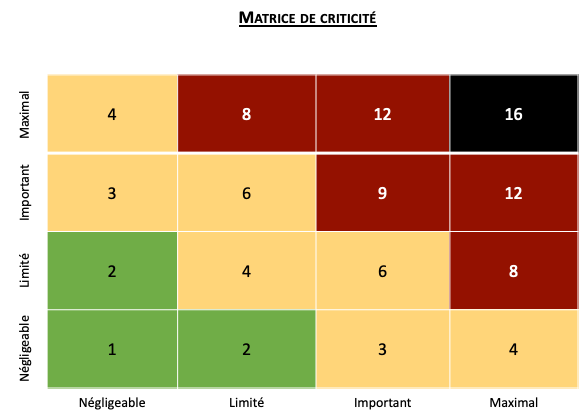 MATRICE DE CRITICITÉ
Maximal
4
8
12
16
Important
3
6
9
12
Limité
2
4
6
8
Négligeable
1
2
3
4
Négligeable
Limité
Important
Maximal